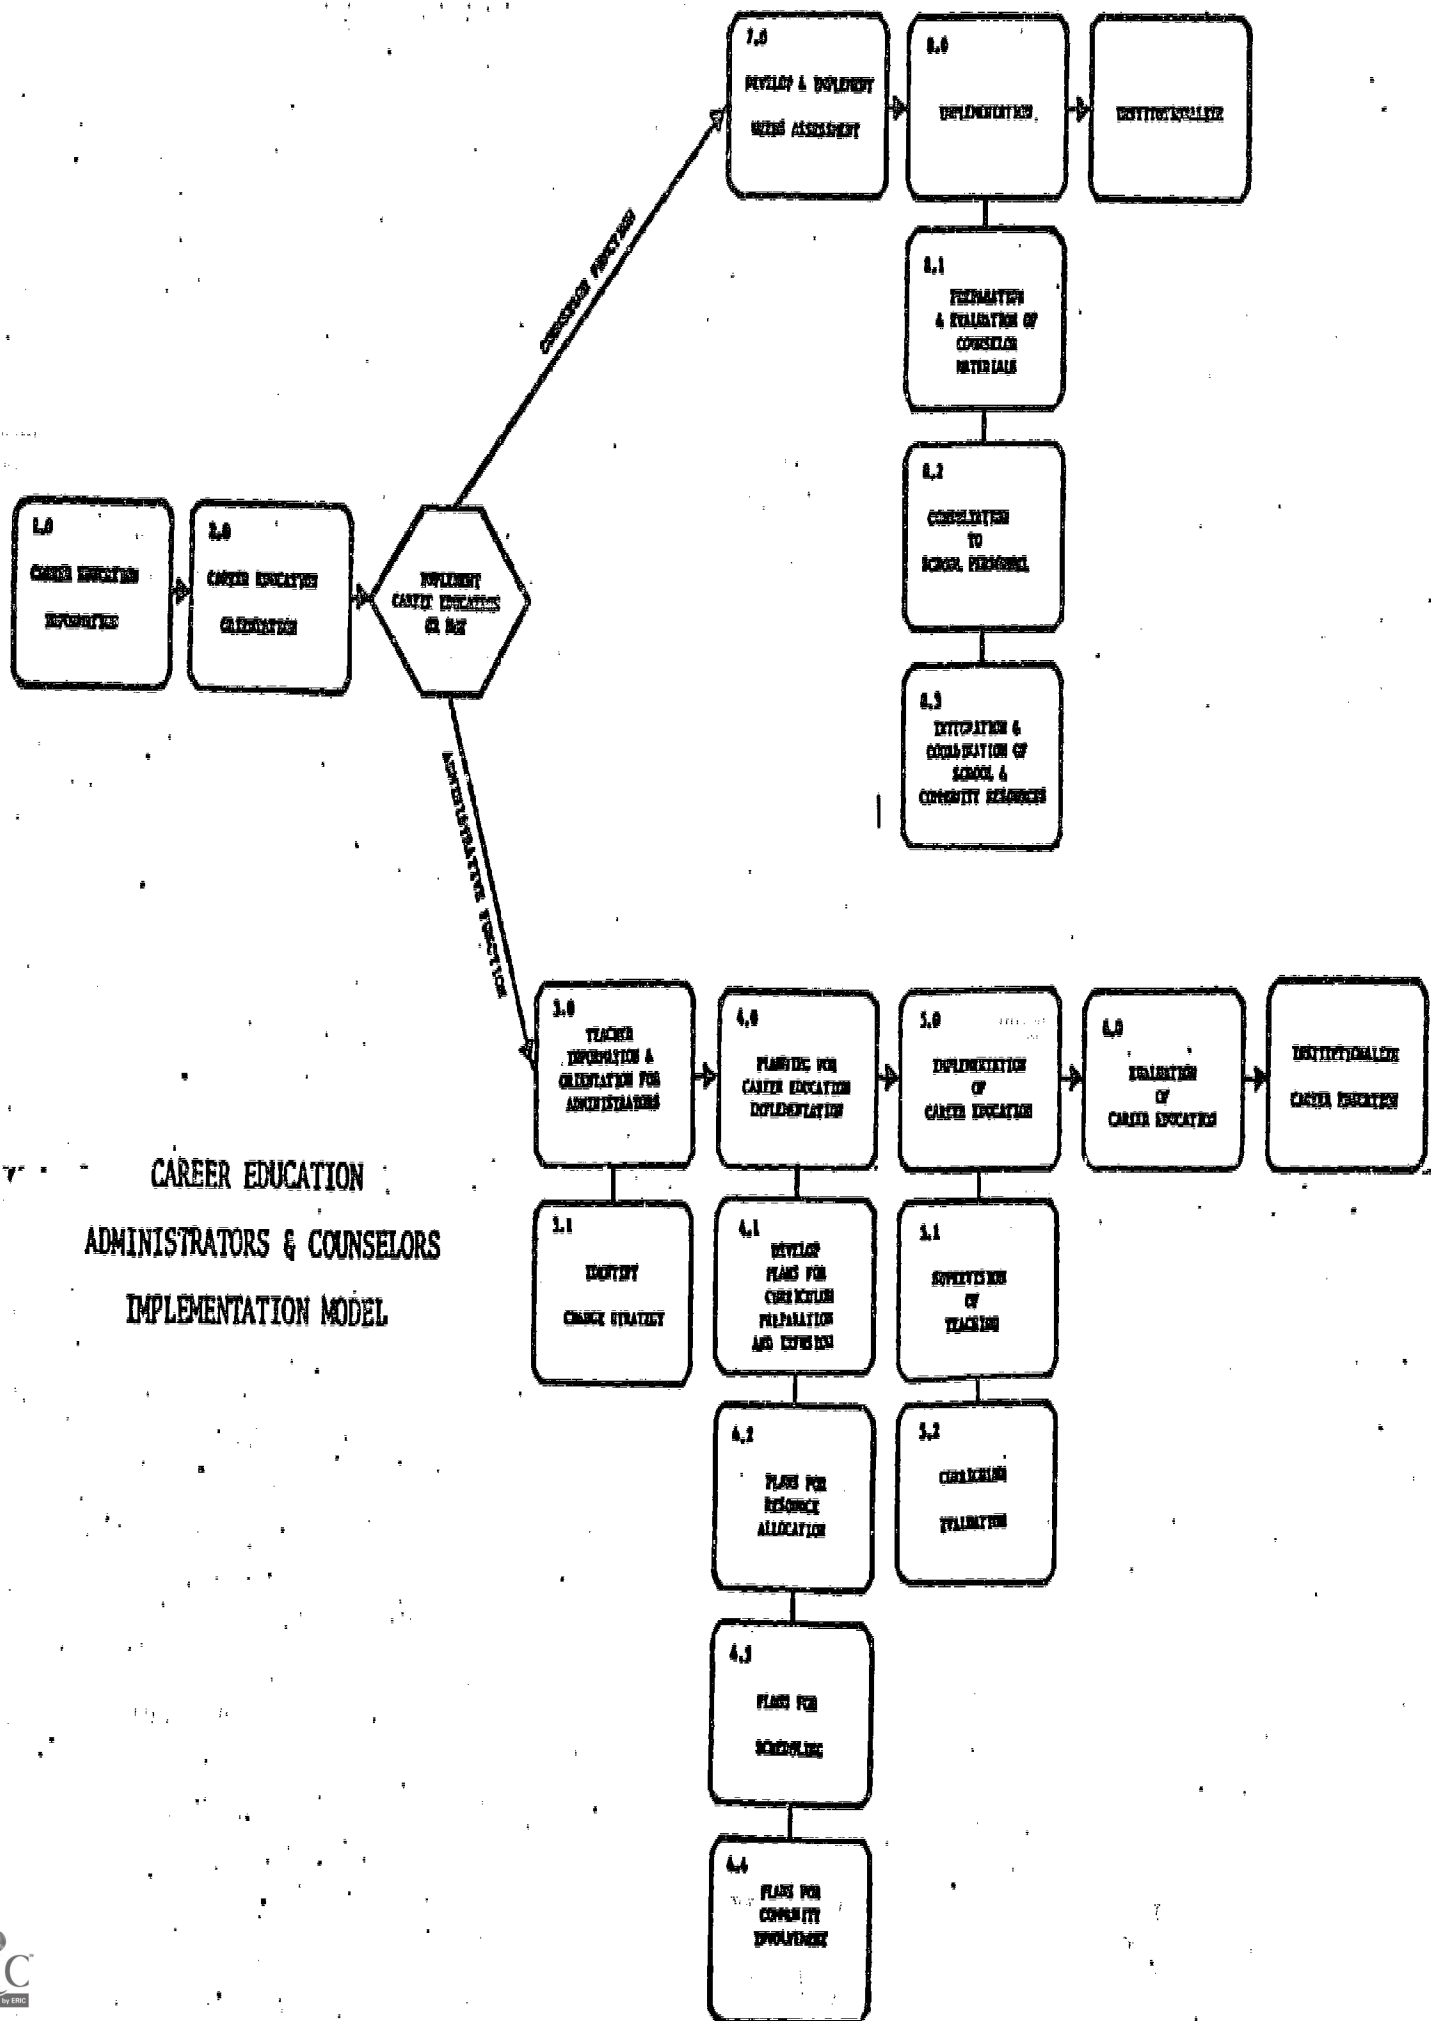 7.0
DEVELOP & IMPLEMENT
NEEDS ASSESSMENT
8.0
IMPLEMENTATION
INSTITUTIONALIZE
COUNSELOR FUNCTION
8.1
PREPARATION
& EVALUATION OF
COUNSELOR
MATERIALS
8.2
CONSULTATION
TO
SCHOOL PERSONNEL
8.3
INTEGRATION &
COORDINATION OF
SCHOOL &
COMMUNITY RESOURCES
1.0
CAREER EDUCATION
INFORMATION
2.0
CAREER EDUCATION
ORIENTATION
IMPLEMENT
CAREER EDUCATION
OR NOT
ADMINISTRATIVE FUNCTION
3.0
TEACHER
INFORMATION &
ORIENTATION FOR
ADMINISTRATORS
4.0
PLANNING FOR
CAREER EDUCATION
IMPLEMENTATION
5.0
IMPLEMENTATION
OF
CAREER EDUCATION
6.0
EVALUATION
OF
CAREER EDUCATION
INSTITUTIONALIZE
CAREER EDUCATION
CAREER EDUCATION
ADMINISTRATORS & COUNSELORS
IMPLEMENTATION MODEL
3.1
IDENTIFY
CHANGE STRATEGY
4.1
DEVELOP
PLANS FOR
CURRICULUM
PREPARATION
AND INFUSION
5.1
SUPERVISION
OF
TEACHING
4.2
PLANS FOR
RESOURCE
ALLOCATION
5.2
CURRICULUM
EVALUATION
4.3
PLANS FOR
SCHEDULING
4.4
PLANS FOR
COMMUNITY
INVOLVEMENT
by ERIC